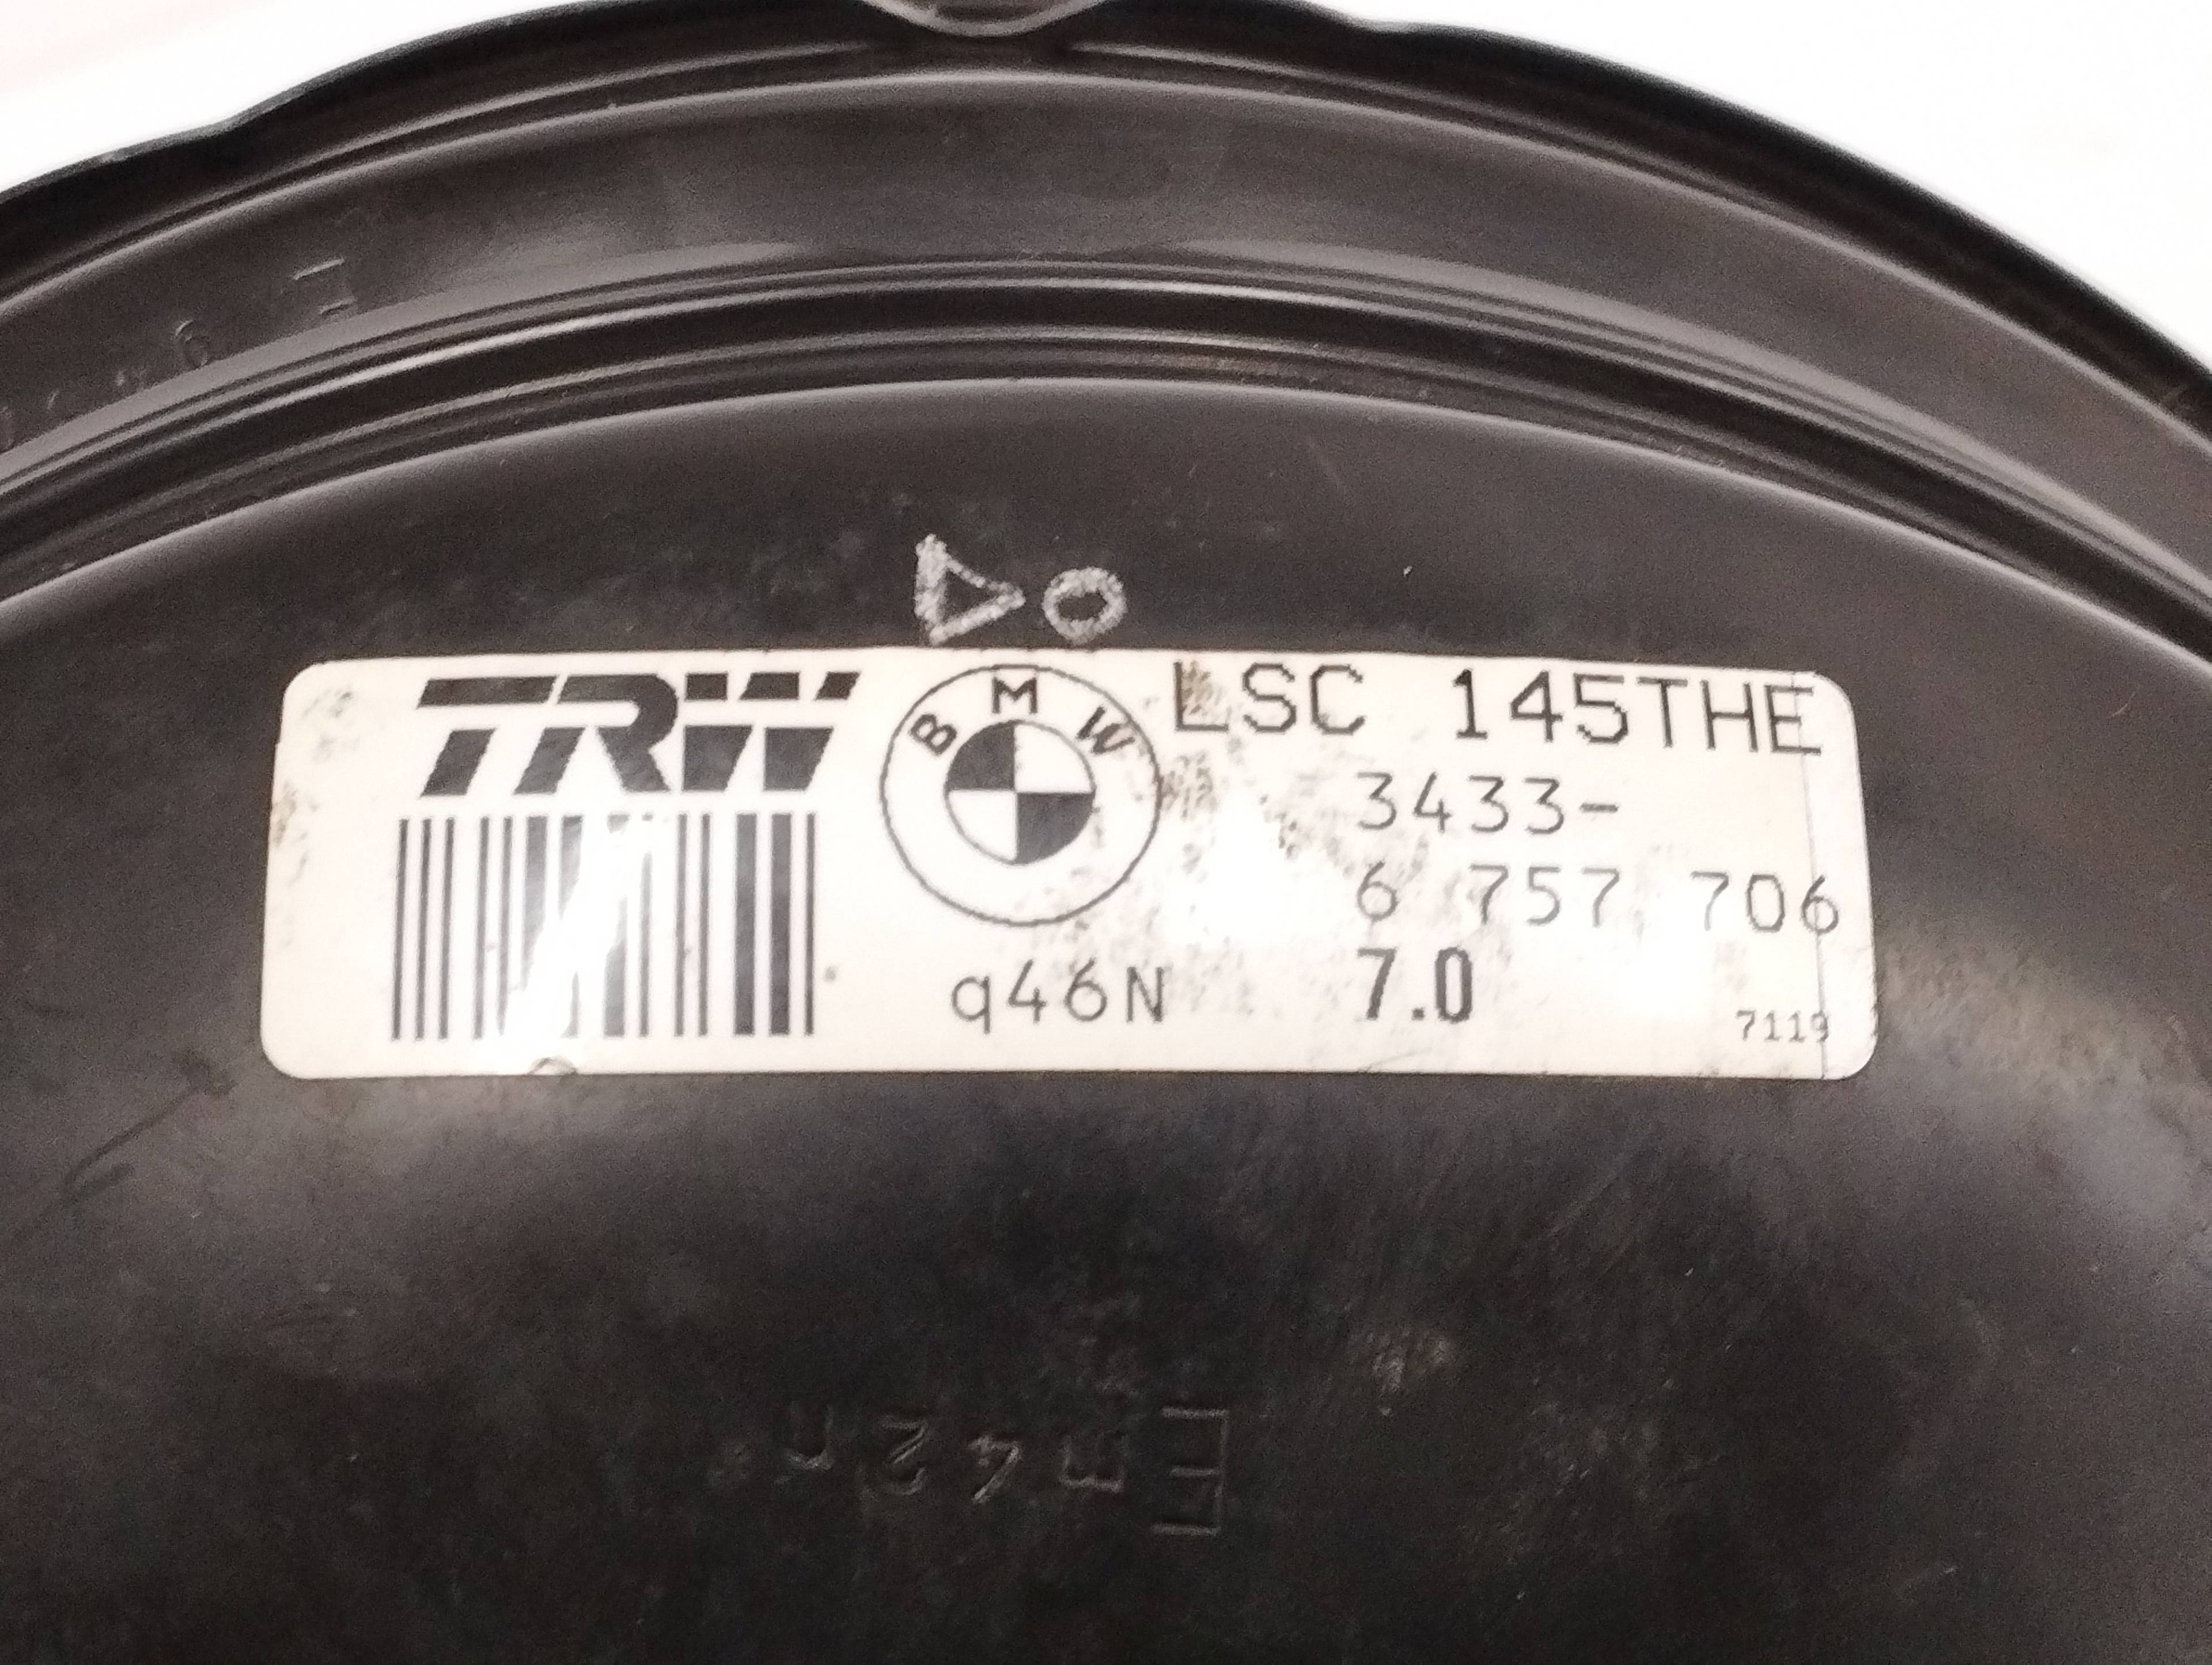 TRW
BMW
LSC 145THE
3433-
6 757 706
q46N
7.0
7119